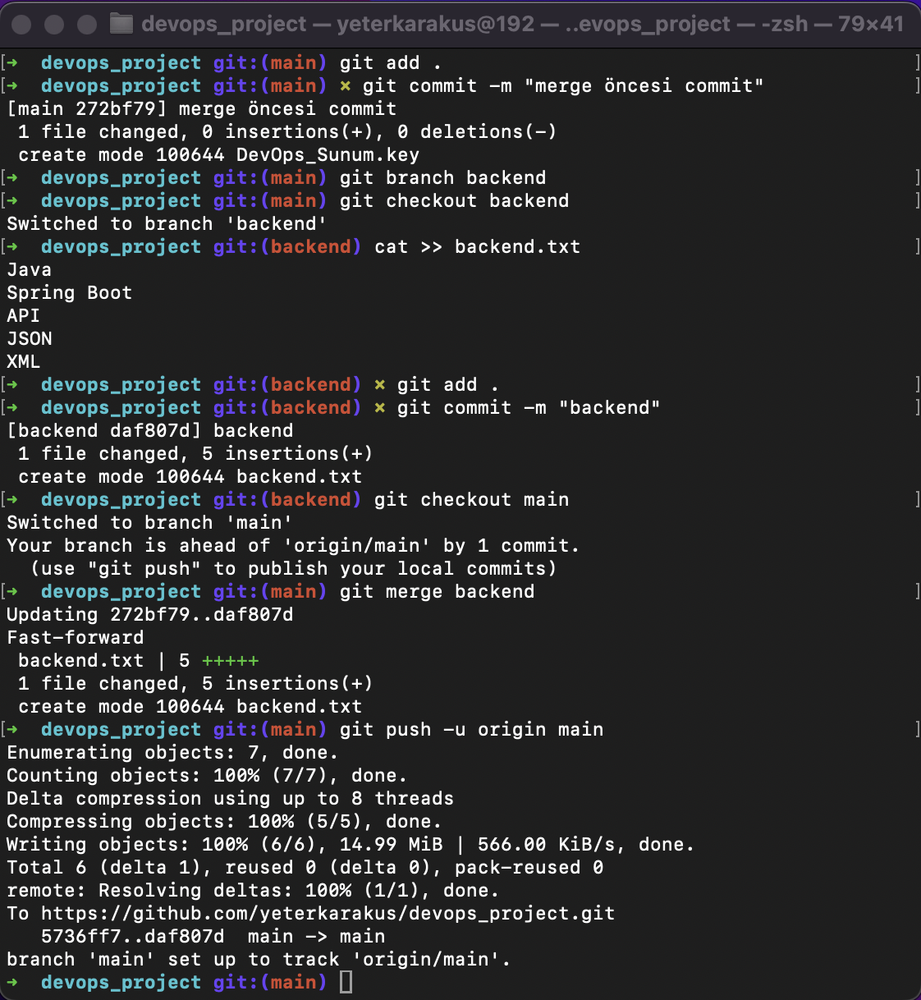 devops_project — yeterkarakus@192 — ..evops_project — -zsh — 79×41
[➜  devops_project git:(main) git add . ]
[➜  devops_project git:(main) ✗ git commit -m "merge öncesi commit" ]
[main 272bf79] merge öncesi commit
 1 file changed, 0 insertions(+), 0 deletions(-)
 create mode 100644 DevOps_Sunum.key
[➜  devops_project git:(main) git branch backend ]
[➜  devops_project git:(main) git checkout backend ]
Switched to branch 'backend'
[➜  devops_project git:(backend) cat >> backend.txt ]
Java
Spring Boot
API
JSON
XML
[➜  devops_project git:(backend) ✗ git add . ]
[➜  devops_project git:(backend) ✗ git commit -m "backend" ]
[backend daf807d] backend
 1 file changed, 5 insertions(+)
 create mode 100644 backend.txt
[➜  devops_project git:(backend) git checkout main ]
Switched to branch 'main'
Your branch is ahead of 'origin/main' by 1 commit.
  (use "git push" to publish your local commits)
[➜  devops_project git:(main) git merge backend ]
Updating 272bf79..daf807d
Fast-forward
 backend.txt | 5 +++++
 1 file changed, 5 insertions(+)
 create mode 100644 backend.txt
[➜  devops_project git:(main) git push -u origin main ]
Enumerating objects: 7, done.
Counting objects: 100% (7/7), done.
Delta compression using up to 8 threads
Compressing objects: 100% (5/5), done.
Writing objects: 100% (6/6), 14.99 MiB | 566.00 KiB/s, done.
Total 6 (delta 1), reused 0 (delta 0), pack-reused 0
remote: Resolving deltas: 100% (1/1), done.
To https://github.com/yeterkarakus/devops_project.git
   5736ff7..daf807d  main -> main
branch 'main' set up to track 'origin/main'.
➜  devops_project git:(main)